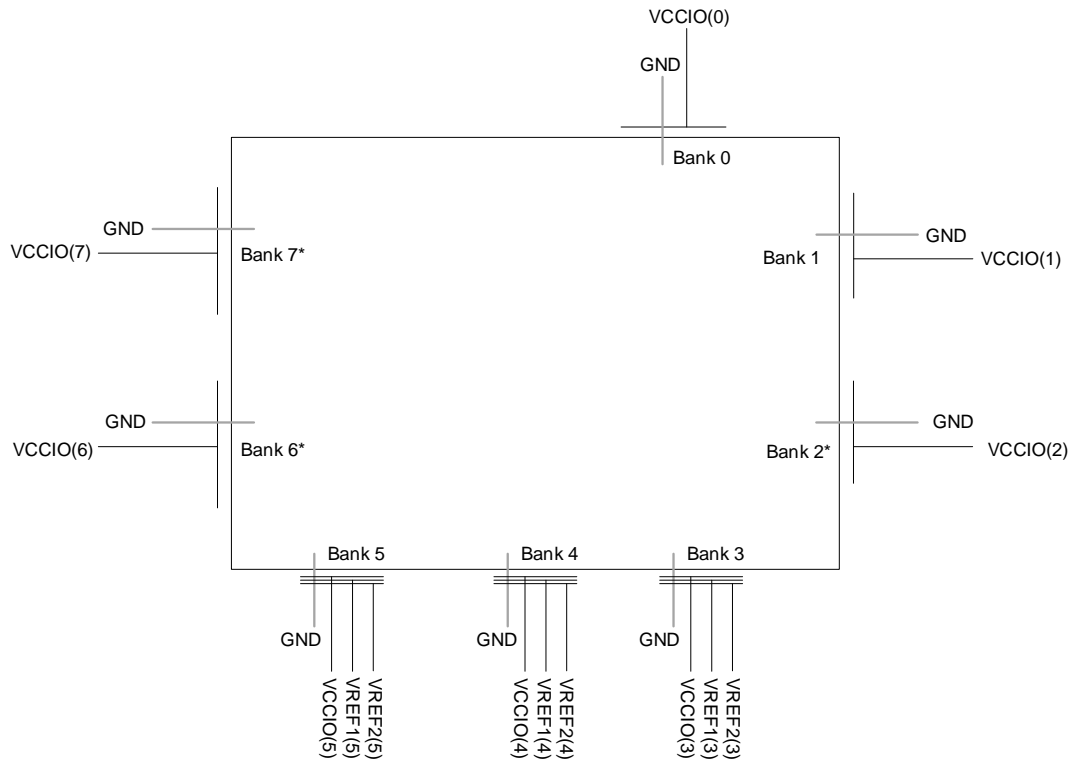 VCCIO(0)
GND
Bank 0
GND
VCCIO(7)
Bank 7*
Bank 1
GND
VCCIO(1)
GND
VCCIO(6)
Bank 6*
Bank 2*
GND
VCCIO(2)
Bank 5
Bank 4
Bank 3
GND
GND
GND
VCCIO(5)
VREF1(5)
VREF2(5)
VCCIO(4)
VREF1(4)
VREF2(4)
VCCIO(3)
VREF1(3)
VREF2(3)